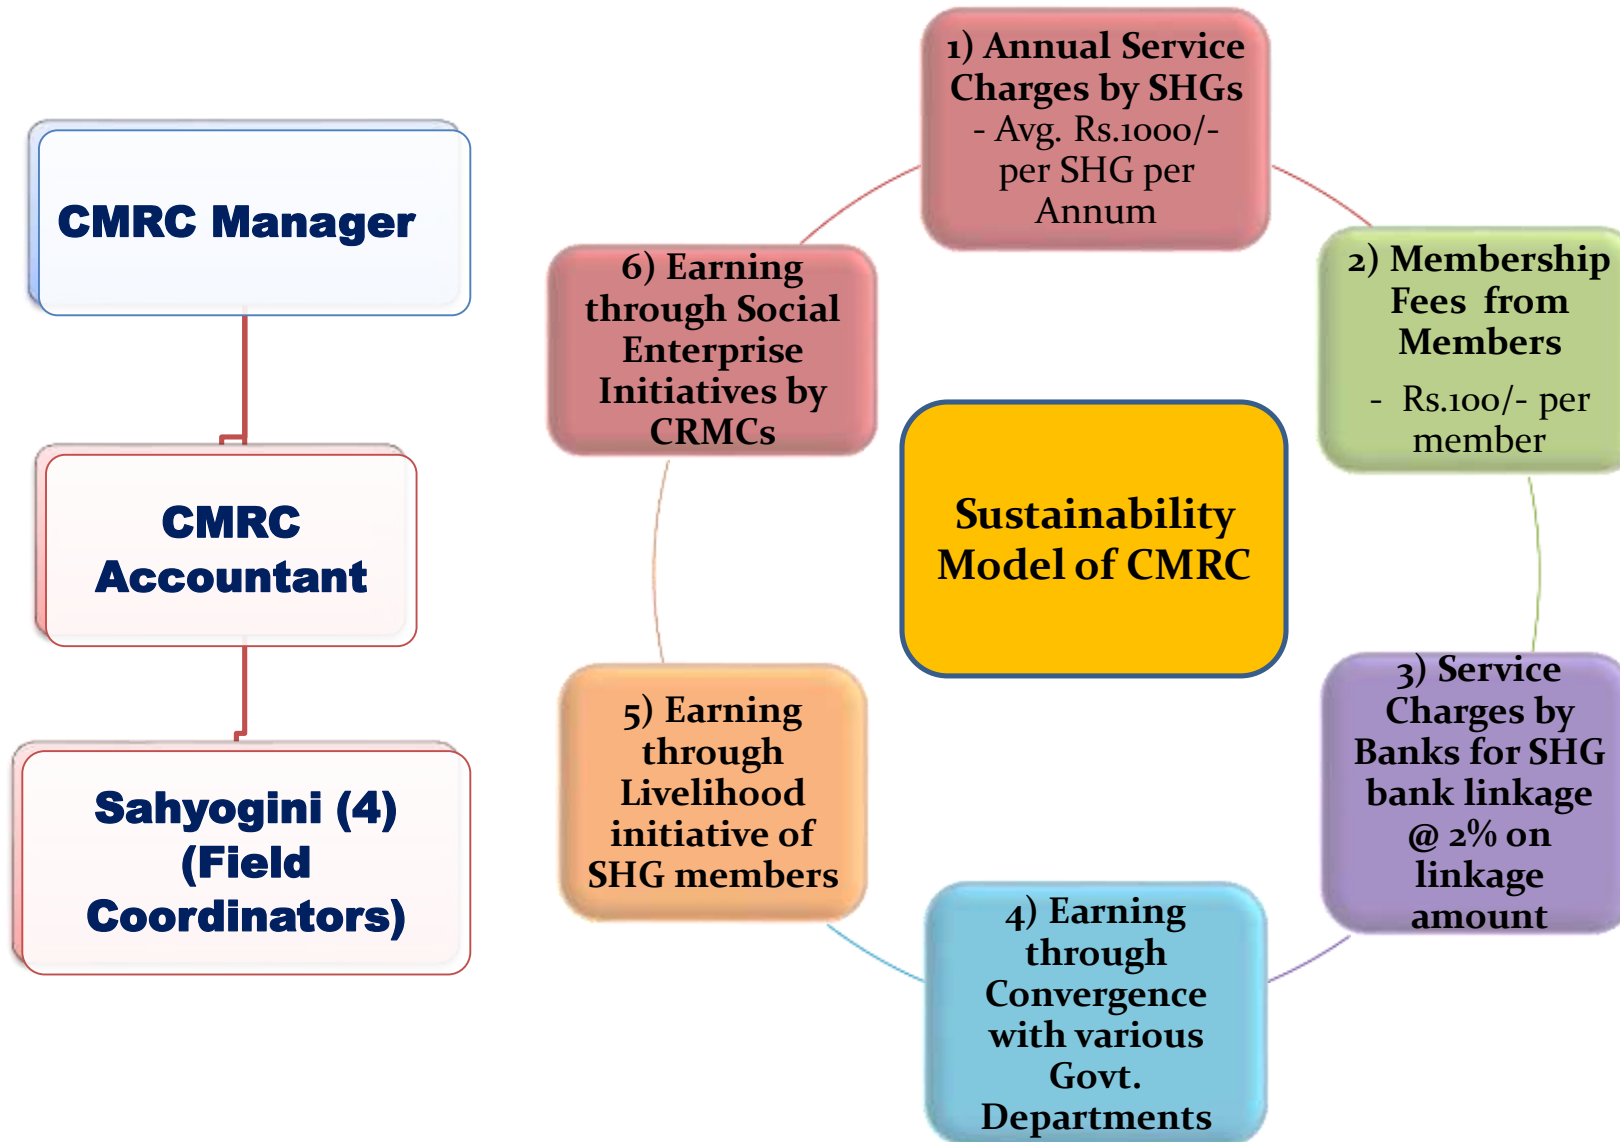 CMRC Manager
CMRC
Accountant
Sahyogini (4)
(Field
Coordinators)
1) Annual Service
Charges by SHGs
- Avg. Rs.1000/-
per SHG per
Annum
2) Membership
Fees from
Members
- Rs.100/- per
member
3) Service
Charges by
Banks for SHG
bank linkage
@ 2% on
linkage
amount
4) Earning
through
Convergence
with various
Govt.
Departments
5) Earning
through
Livelihood
initiative of
SHG members
6) Earning
through Social
Enterprise
Initiatives by
CRMCs
Sustainability
Model of CMRC